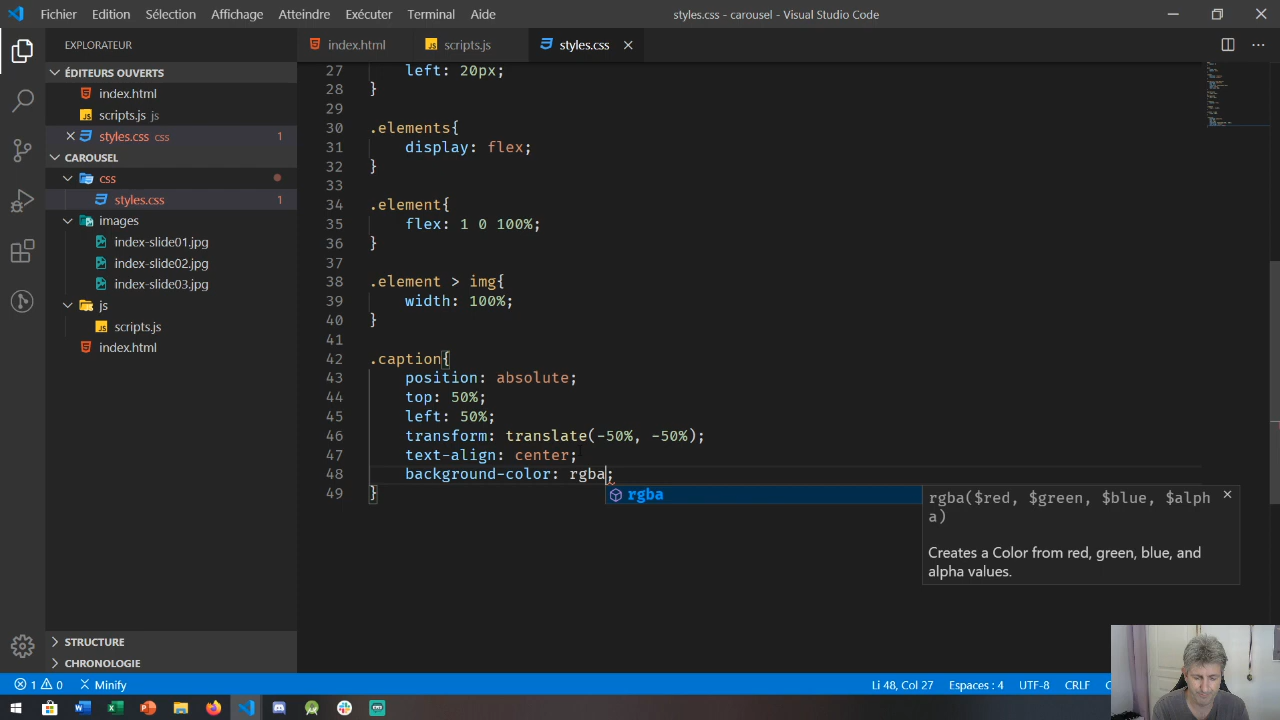 Fichier Edition Sélection Affichage Atteindre Exécuter Terminal Aide styles.css - carousel - Visual Studio Code
EXPLORATEUR
index.html scripts.js styles.css
ÉDITEURS OUVERTS
index.html
scripts.js js
styles.css css 1
CAROUSEL
css
styles.css 1
images
index-slide01.jpg
index-slide02.jpg
index-slide03.jpg
js
scripts.js
index.html
STRUCTURE
CHRONOLOGIE
27 left: 20px;
28 }
29
30 .elements{
31 display: flex;
32 }
33
34 .element{
35 flex: 1 0 100%;
36 }
37
38 .element > img{
39 width: 100%;
40 }
41
42 .caption{
43 position: absolute;
44 top: 50%;
45 left: 50%;
46 transform: translate(-50%, -50%);
47 text-align: center;
48 background-color: rgba;
49 }
rgba
rgba($red, $green, $blue, $alph
a)
Creates a Color from red, green, blue, and
alpha values.
1 0 Minify Li 48, Col 27 Espaces : 4 UTF-8 CRLF